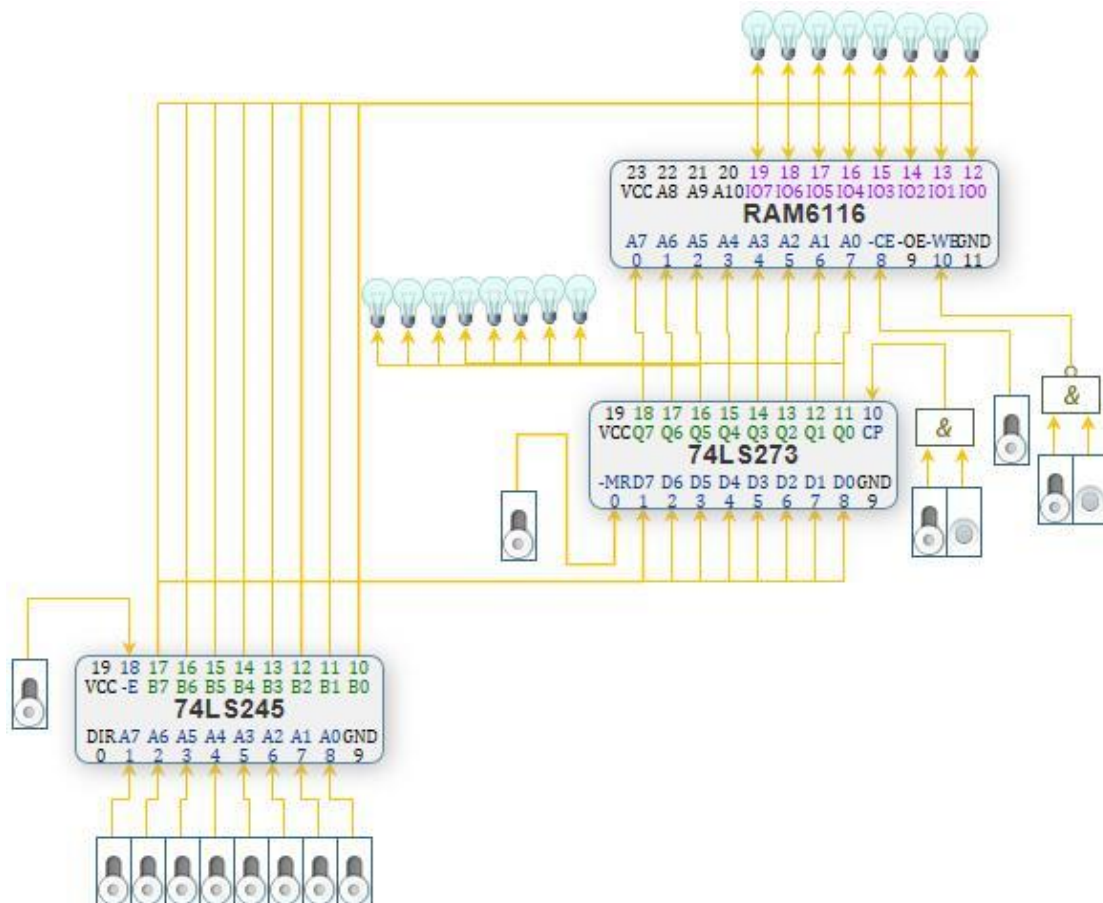 23 22 21 20 19 18 17 16 15 14 13 12
VCC A8 A9 A10 IO7 IO6 IO5 IO4 IO3 IO2 IO1 IO0
RAM6116
A7 A6 A5 A4 A3 A2 A1 A0 -CE -OE -WE GND
0 1 2 3 4 5 6 7 8 9 10 11
&
19 18 17 16 15 14 13 12 11 10
VCC Q7 Q6 Q5 Q4 Q3 Q2 Q1 Q0 CP
&
74LS273
-MR D7 D6 D5 D4 D3 D2 D1 D0 GND
0 1 2 3 4 5 6 7 8 9
19 18 17 16 15 14 13 12 11 10
VCC -E B7 B6 B5 B4 B3 B2 B1 B0
74LS245
DIR A7 A6 A5 A4 A3 A2 A1 A0 GND
0 1 2 3 4 5 6 7 8 9